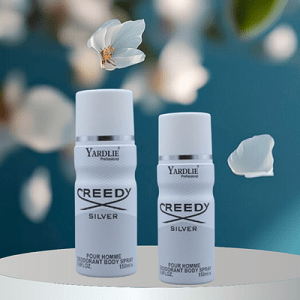 YARDLIE
Professional
CREEDY
SILVER
POUR HOMME
DEODORANT BODY SPRAY
150ml
YARDLIE
Professional
CREEDY
SILVER
POUR HOMME
DEODORANT BODY SPRAY
150ml